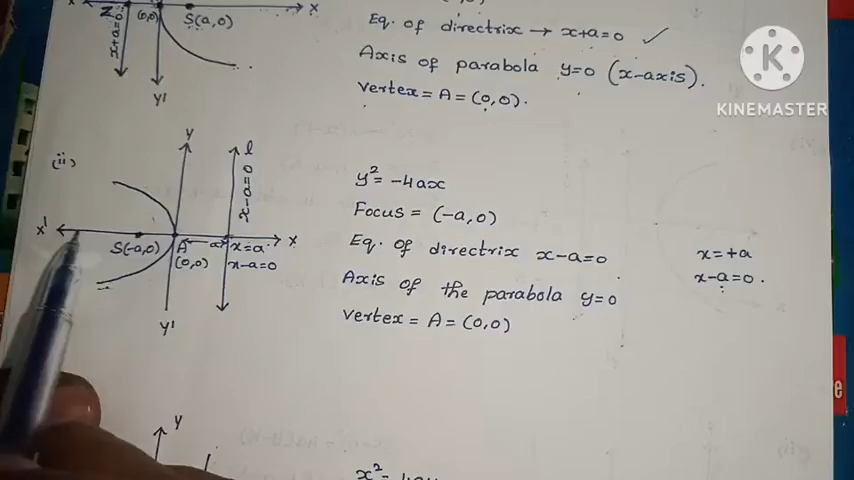 x
Z
(0,0)
S(a,0)
x+a=0
y'
Eq. of directrix → x+a=0 ✓
Axis of parabola y=0 (x-axis).
vertex = A = (0,0).
KINEMASTER
(ii)
y
l
x-a=0
x'
S(-a,0)
A
a
x=a
x
(0,0)
x-a=0
y'
y² = -4ax
Focus = (-a,0)
Eq. of directrix x-a=0
Axis of the parabola y=0
vertex = A = (0,0)
x=+a
x-a=0.
y